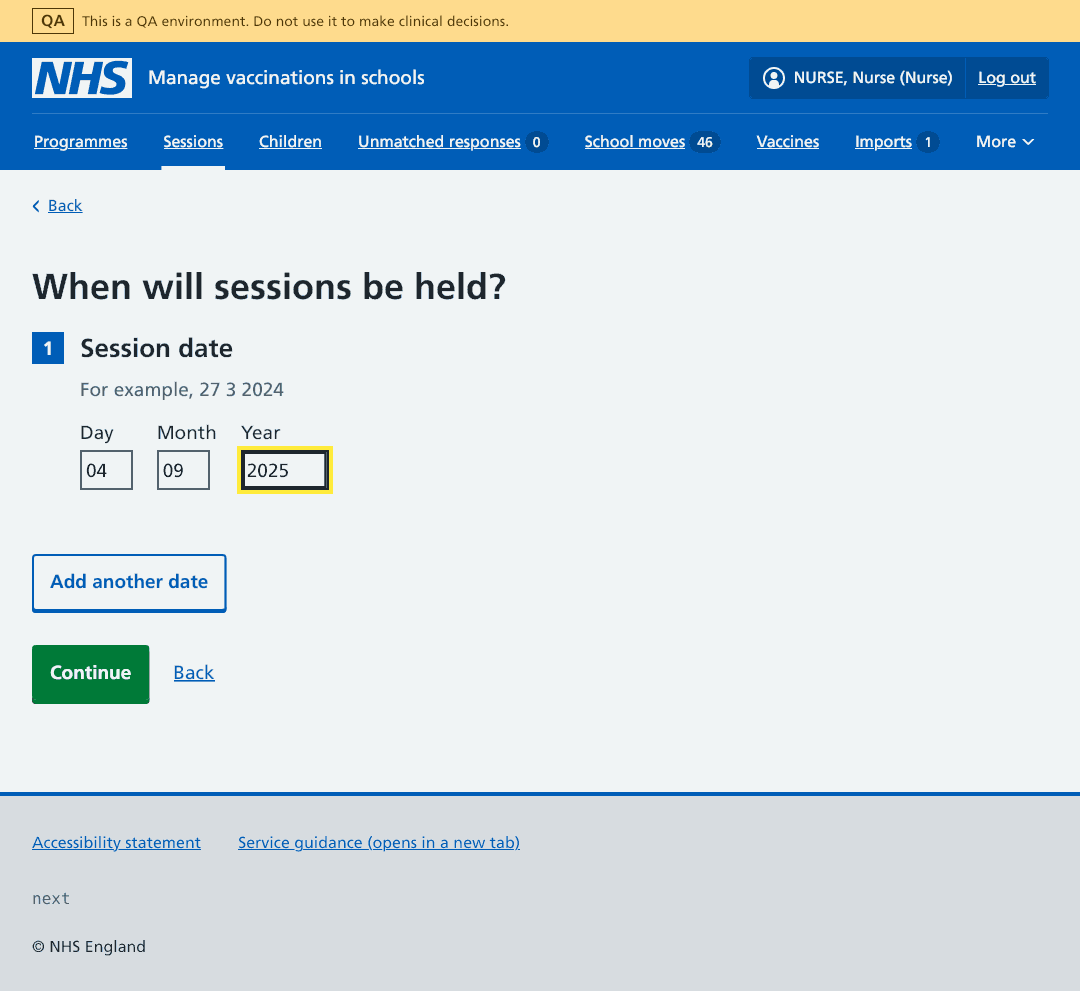 QA This is a QA environment. Do not use it to make clinical decisions.
NHS Manage vaccinations in schools NURSE, Nurse (Nurse) Log out
Programmes Sessions Children Unmatched responses 0 School moves 46 Vaccines Imports 1 More
Back
When will sessions be held?
1 Session date
For example, 27 3 2024
Day Month Year
04 09 2025
Add another date
Continue Back
Accessibility statement Service guidance (opens in a new tab)
next
© NHS England